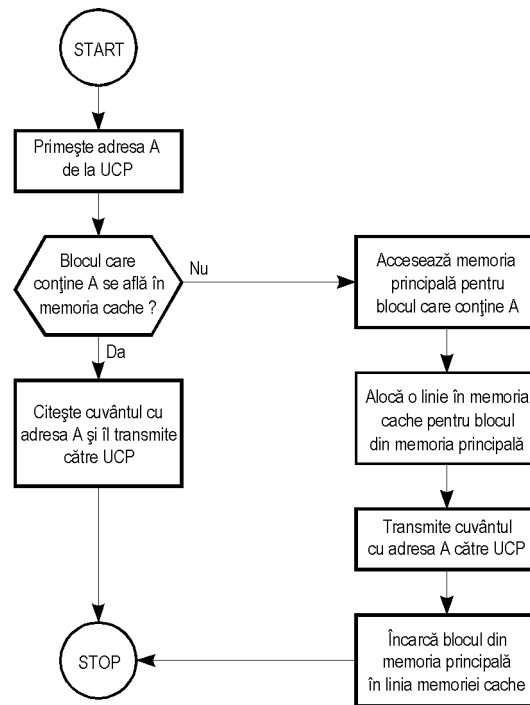 START
Primeşte adresa A
de la UCP
Blocul care
conţine A se află în
memoria cache ?
Nu
Da
Citeşte cuvântul cu
adresa A şi îl transmite
către UCP
STOP
Accesează memoria
principală pentru
blocul care conţine A
Alocă o linie în memoria
cache pentru blocul
din memoria principală
Transmite cuvântul
cu adresa A către UCP
Încarcă blocul din
memoria principală
în linia memoriei cache